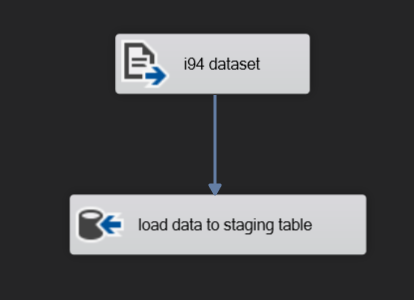 i94 dataset
load data to staging table